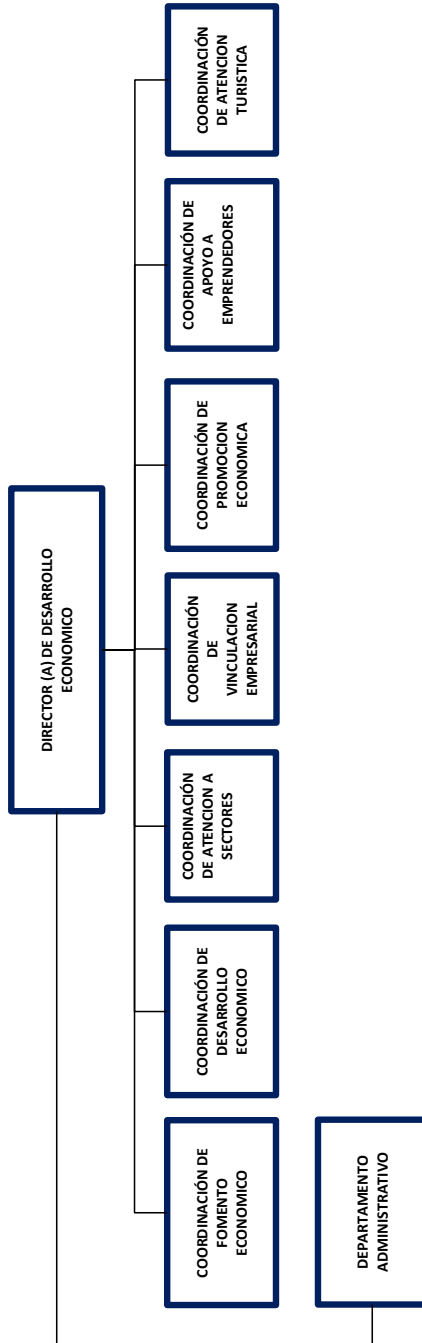 DIRECTOR (A) DE DESARROLLO
ECONOMICO
COORDINACIÓN DE
FOMENTO
ECONOMICO
COORDINACIÓN DE
DESARROLLO
ECONOMICO
COORDINACIÓN
DE ATENCION A
SECTORES
COORDINACIÓN
DE
VINCULACION
EMPRESARIAL
COORDINACIÓN DE
PROMOCION
ECONOMICA
COORDINACIÓN DE
APOYO A
EMPRENDEDORES
COORDINACIÓN
DE ATENCION
TURISTICA
DEPARTAMENTO
ADMINISTRATIVO